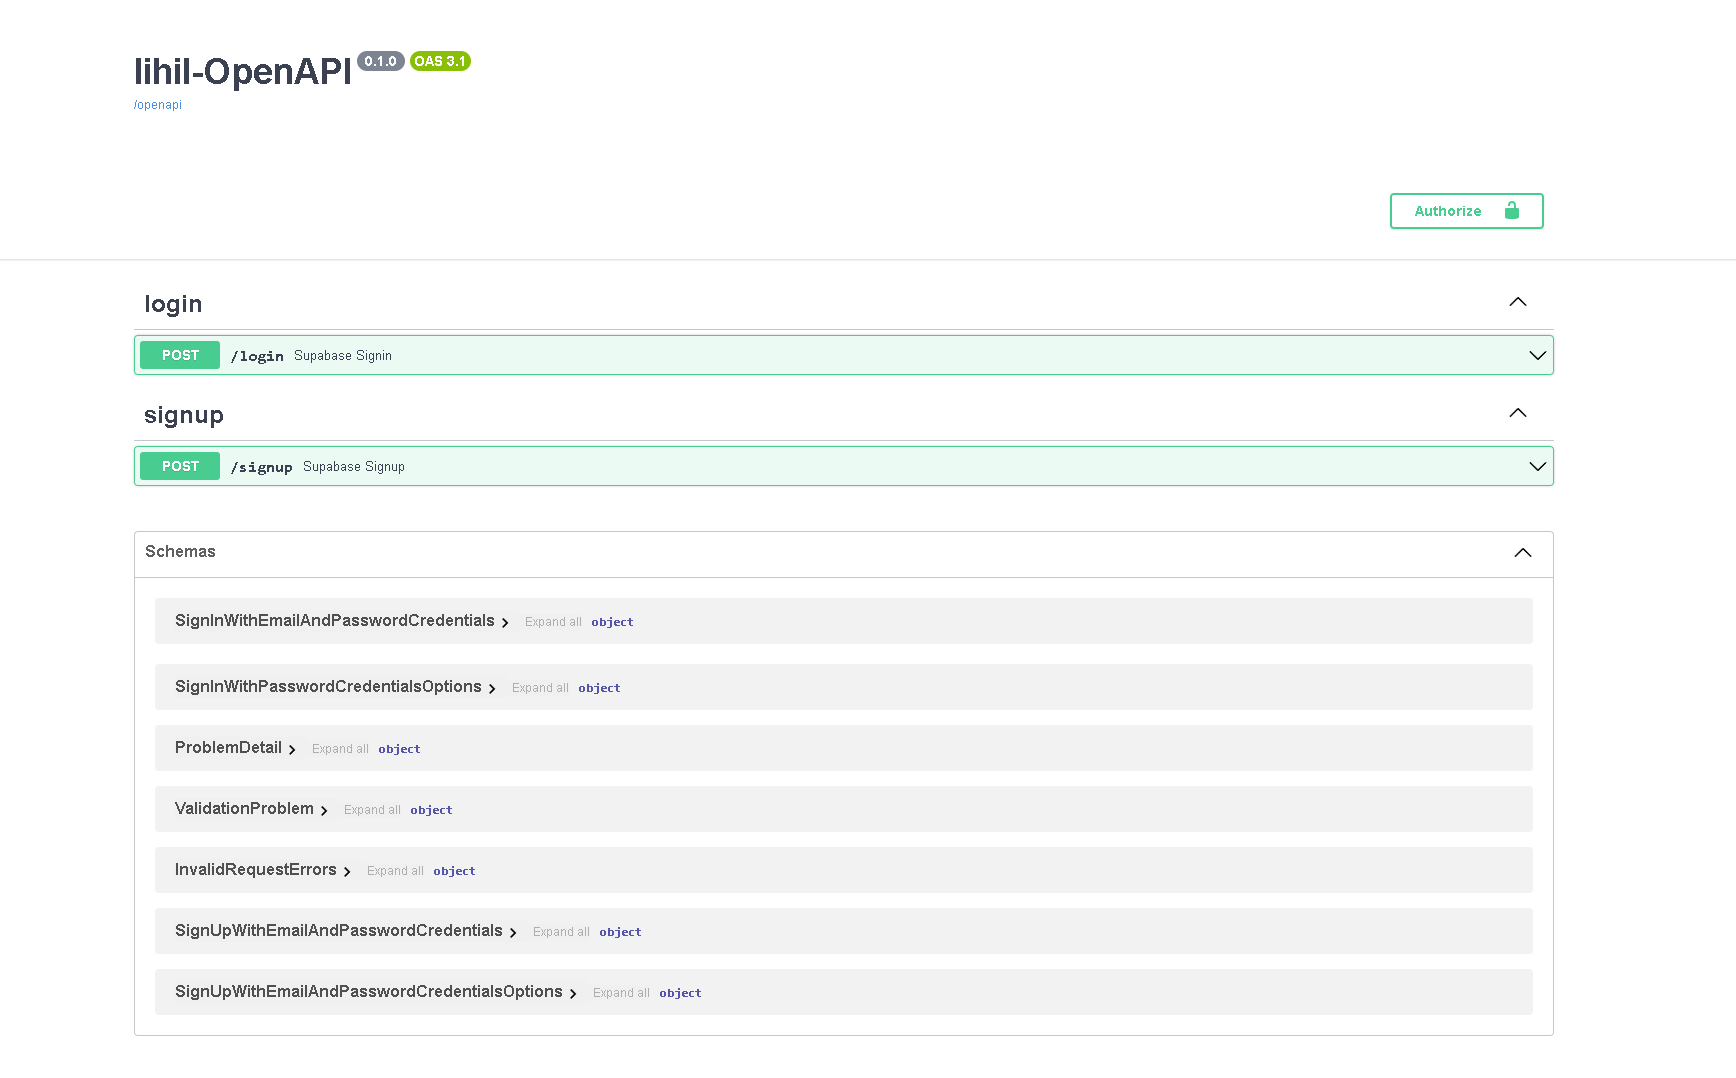 lihil-OpenAPI 0.1.0 OAS 3.1
/openapi
Authorize
login
POST /login Supabase Signin
signup
POST /signup Supabase Signup
Schemas
SignInWithEmailAndPasswordCredentials Expand all object
SignInWithPasswordCredentialsOptions Expand all object
ProblemDetail Expand all object
ValidationProblem Expand all object
InvalidRequestErrors Expand all object
SignUpWithEmailAndPasswordCredentials Expand all object
SignUpWithEmailAndPasswordCredentialsOptions Expand all object